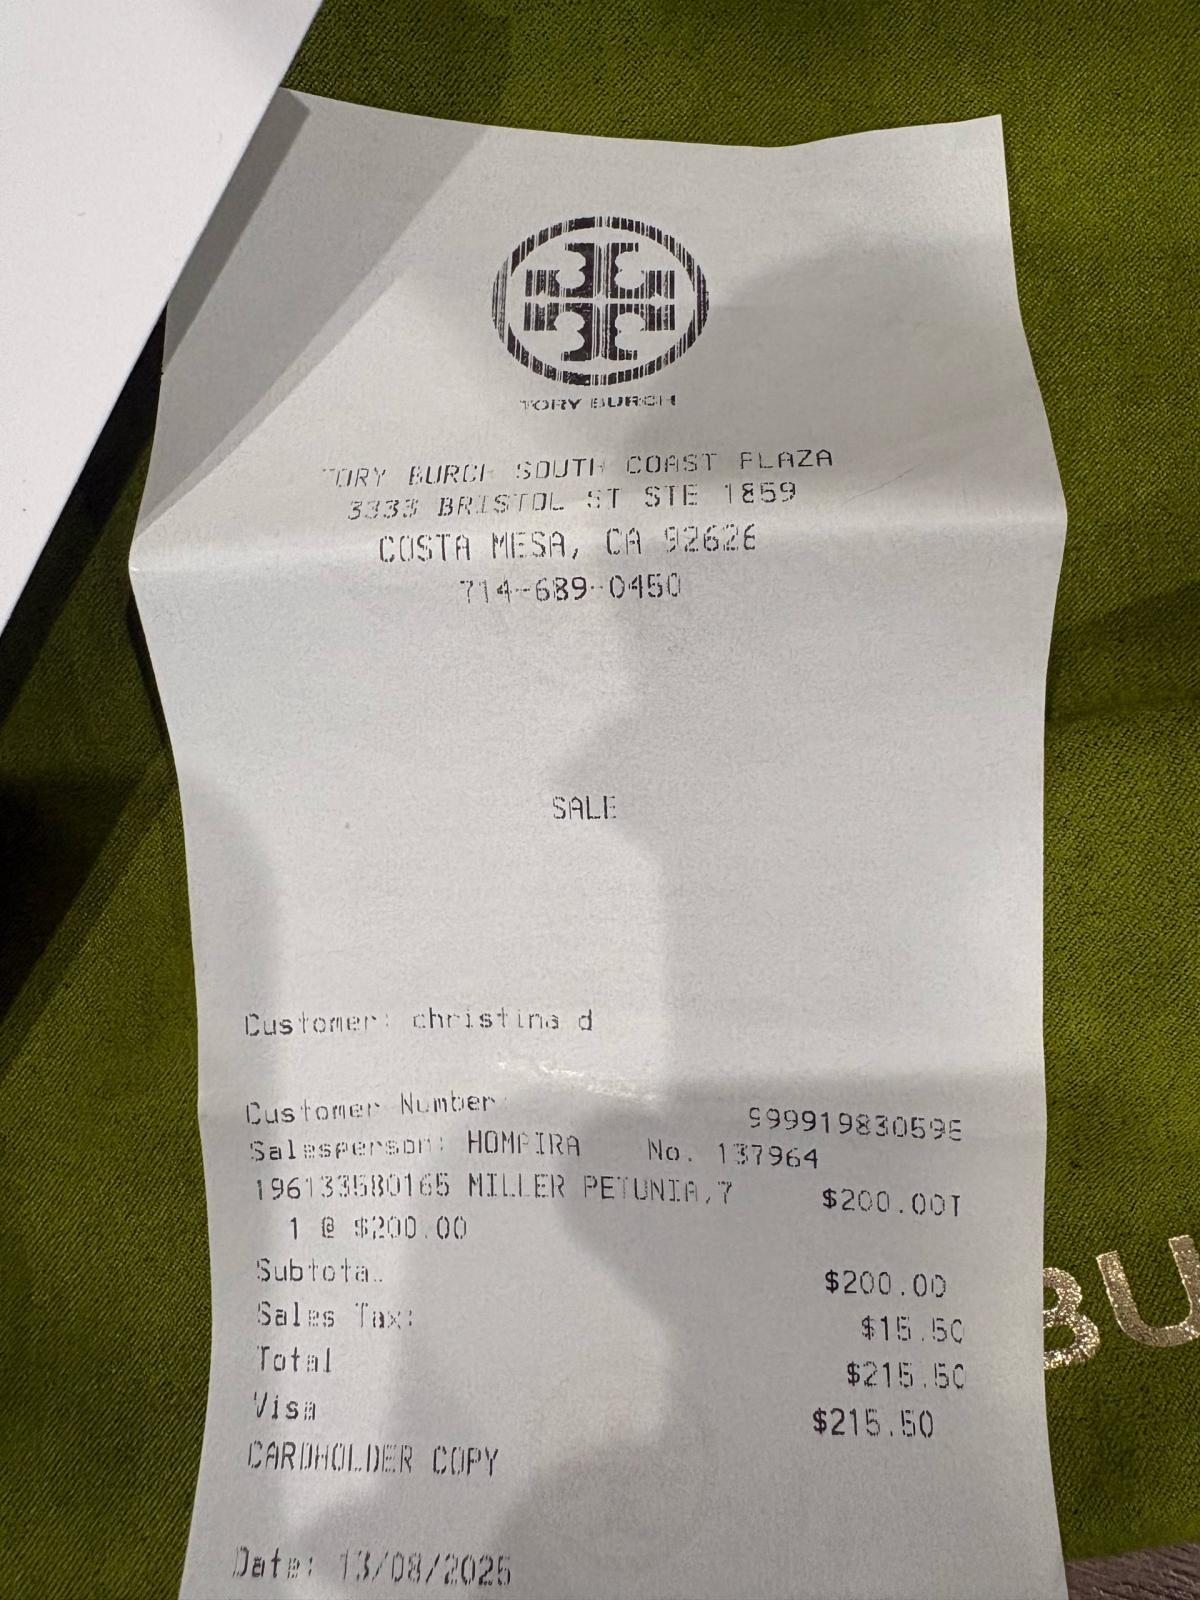 TORY BURCH
TORY BURCH SOUTH COAST PLAZA
3333 BRISTOL ST STE 1859
COSTA MESA, CA 92626
714-689-0450
SALE
Customer: christina d
Customer Number:
Salesperson: HOMAIRA No. 137964
196133580165 MILLER PETUNIA,7 $200.00T
1 @ $200.00
Subtotal $200.00
Sales Tax: $15.50
Total $215.50
Visa $215.50
CARDHOLDER COPY
Date: 13/08/2025
BU